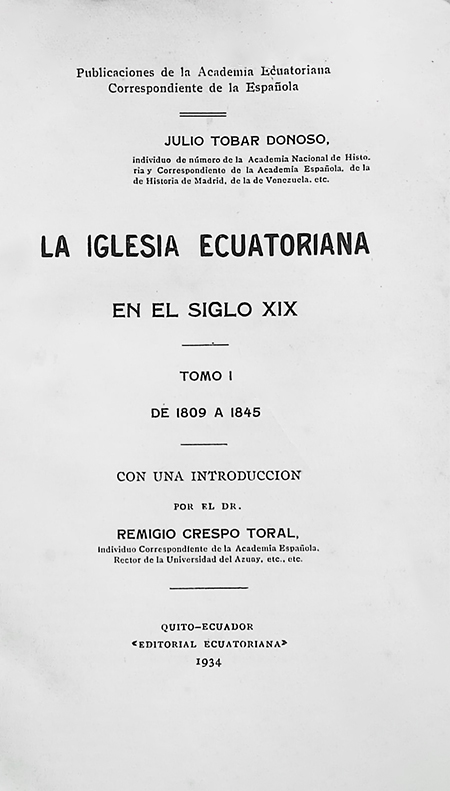 Publicaciones de la Academia Ecuatoriana
Correspondiente de la Española
JULIO TOBAR DONOSO,
individuo de número de la Academia Nacional de Histo.
ria y Correspondiente de la Academia Española, de la
de Historia de Madrid, de la de Venezuela, etc.
LA IGLESIA ECUATORIANA
EN EL SIGLO XIX
TOMO I
DE 1809 A 1845
CON UNA INTRODUCCION
POR EL DR.
REMIGIO CRESPO TORAL,
Individuo Correspondiente de la Academia Española,
Rector de la Universidad del Azuay, etc., etc.
QUITO—ECUADOR
«EDITORIAL ECUATORIANA»
1934